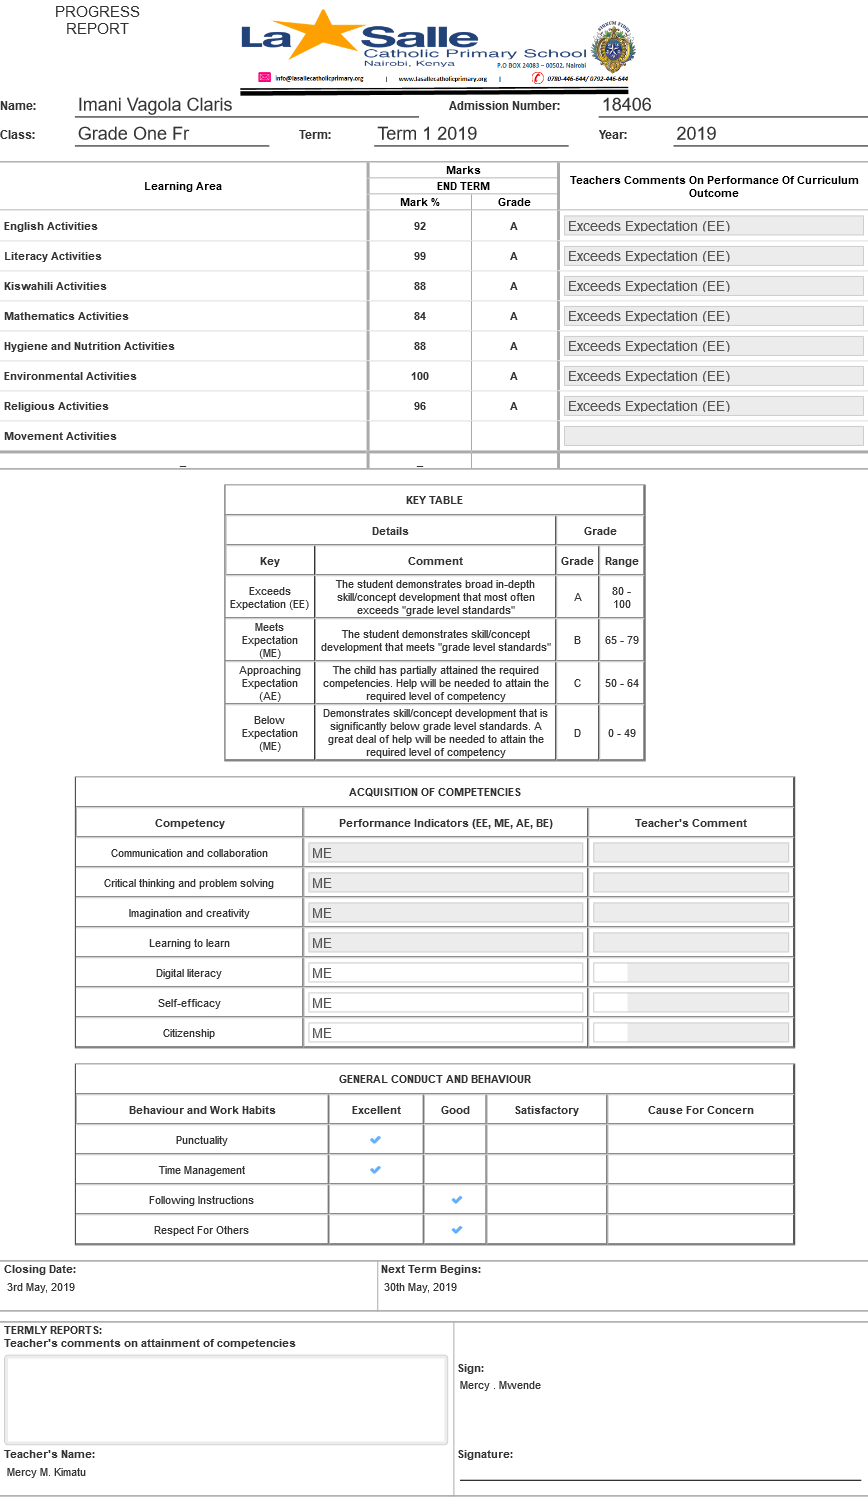 PROGRESS
REPORT
La Salle
Catholic Primary School
Nairobi, Kenya
P.O BOX 24083 – 00502, Nairobi
info@lasallecatholicprimary.org | www.lasallecatholicprimary.org | 0780-446-644/ 0792-446-644
Name: Imani Vagola Claris Admission Number: 18406
Class: Grade One Fr Term: Term 1 2019 Year: 2019
Learning Area Marks Teachers Comments On Performance Of Curriculum Outcome
END TERM
Mark % Grade
English Activities 92 A Exceeds Expectation (EE)
Literacy Activities 99 A Exceeds Expectation (EE)
Kiswahili Activities 88 A Exceeds Expectation (EE)
Mathematics Activities 84 A Exceeds Expectation (EE)
Hygiene and Nutrition Activities 88 A Exceeds Expectation (EE)
Environmental Activities 100 A Exceeds Expectation (EE)
Religious Activities 96 A Exceeds Expectation (EE)
Movement Activities
_ _
KEY TABLE
Details Grade
Key Comment Grade Range
Exceeds Expectation (EE) The student demonstrates broad in-depth skill/concept development that most often exceeds "grade level standards" A 80 - 100
Meets Expectation (ME) The student demonstrates skill/concept development that meets "grade level standards" B 65 - 79
Approaching Expectation (AE) The child has partially attained the required competencies. Help will be needed to attain the required level of competency C 50 - 64
Below Expectation (ME) Demonstrates skill/concept development that is significantly below grade level standards. A great deal of help will be needed to attain the required level of competency D 0 - 49
ACQUISITION OF COMPETENCIES
Competency Performance Indicators (EE, ME, AE, BE) Teacher's Comment
Communication and collaboration ME
Critical thinking and problem solving ME
Imagination and creativity ME
Learning to learn ME
Digital literacy ME
Self-efficacy ME
Citizenship ME
GENERAL CONDUCT AND BEHAVIOUR
Behaviour and Work Habits Excellent Good Satisfactory Cause For Concern
Punctuality
Time Management
Following Instructions
Respect For Others
Closing Date: Next Term Begins:
3rd May, 2019 30th May, 2019
TERMLY REPORTS:
Teacher's comments on attainment of competencies
Sign:
Mercy . Mwende
Teacher's Name: Signature:
Mercy M. Kimatu